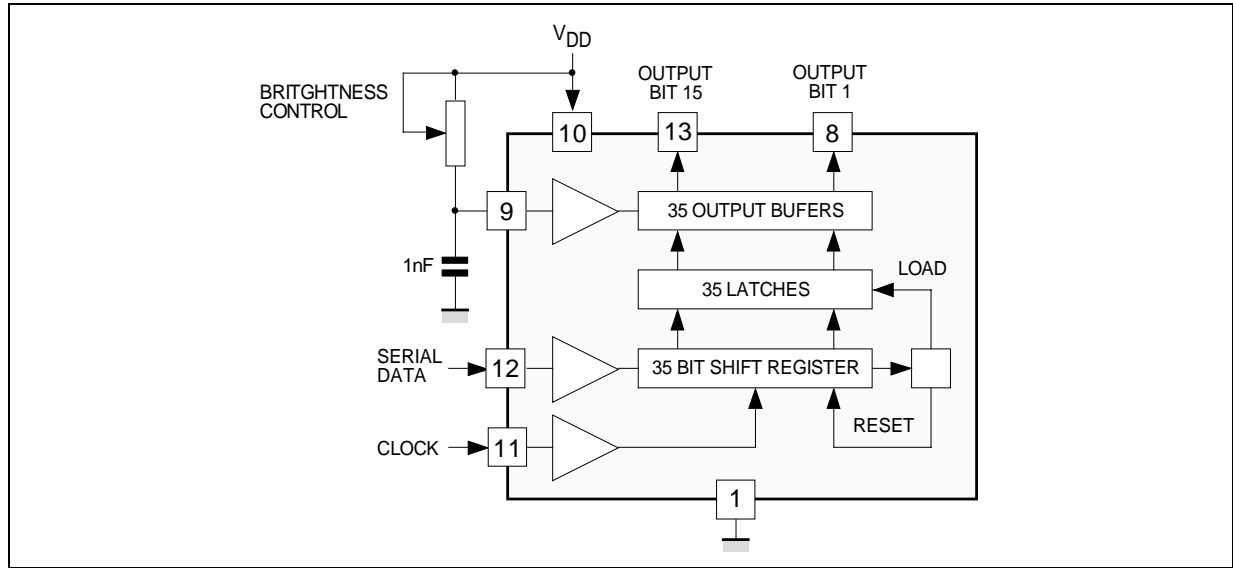 VDD
OUTPUT
BIT 15
OUTPUT
BIT 1
BRITGHTNESS
CONTROL
10
13
8
9
35 OUTPUT BUFERS
1nF
LOAD
35 LATCHES
SERIAL
DATA
12
35 BIT SHIFT REGISTER
RESET
CLOCK
11
1